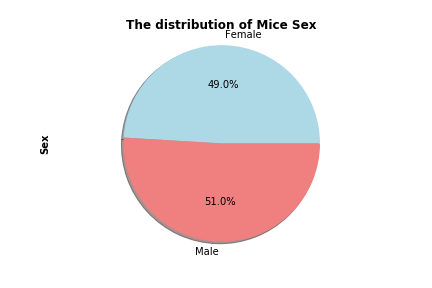 The distribution of Mice Sex
Female
49.0%
Sex
51.0%
Male